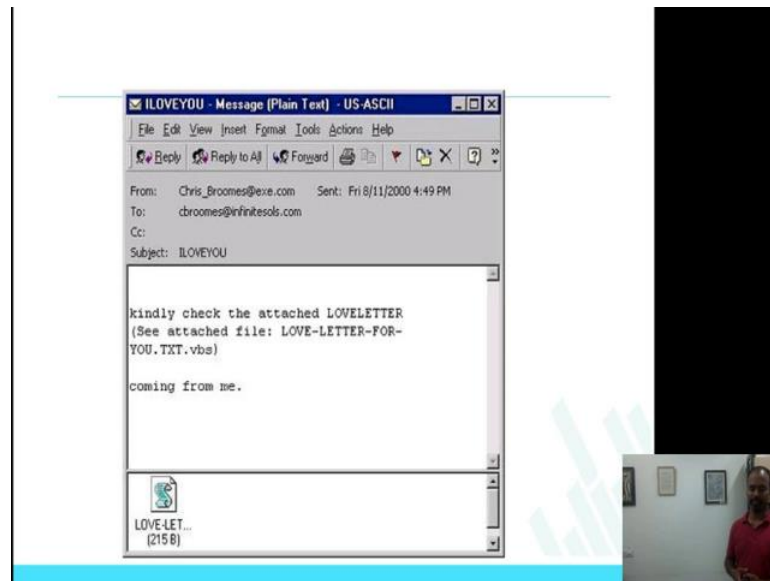 ILOVEYOU - Message (Plain Text) - US-ASCII
File Edit View Insert Format Tools Actions Help
Reply Reply to All Forward
From: Chris_Broomes@exe.com Sent: Fri 8/11/2000 4:49 PM
To: cbroomes@infinitesols.com
Cc:
Subject: ILOVEYOU
kindly check the attached LOVELETTER
(See attached file: LOVE-LETTER-FOR-
YOU.TXT.vbs)
coming from me.
LOVE-LET...
(215 B)